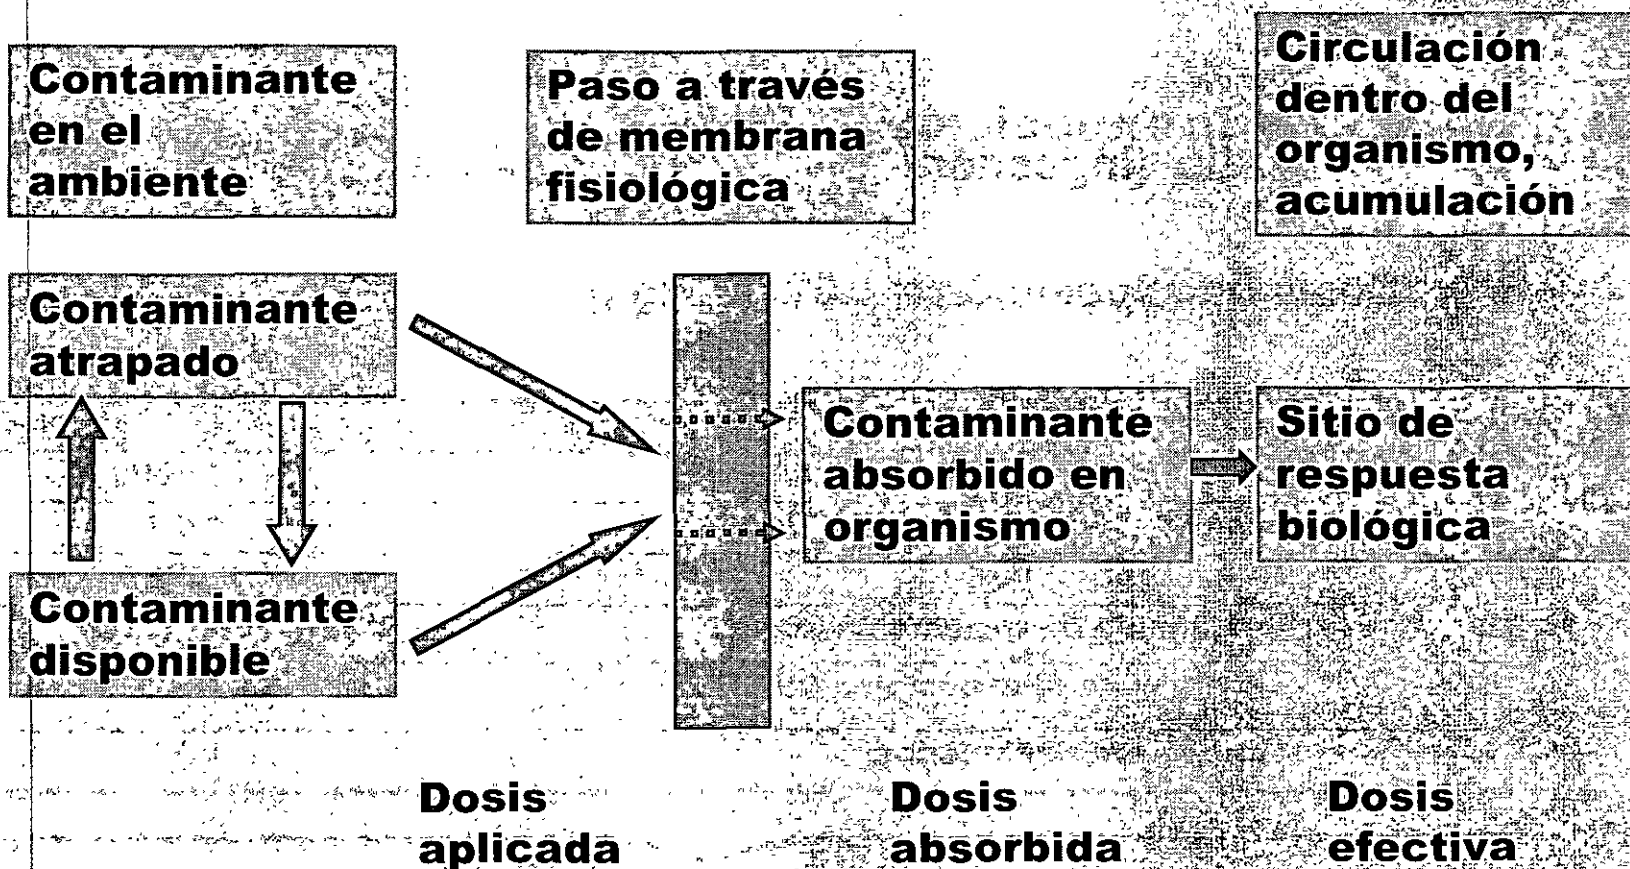 Contaminante
en el
ambiente
Paso a través
de membrana
fisiológica
Circulación
dentro del
organismo,
acumulación
Contaminante
atrapado
Contaminante
disponible
Contaminante
absorbido en
organismo
Sitio de
respuesta
biológica
Dosis
aplicada
Dosis
absorbida
Dosis
efectiva